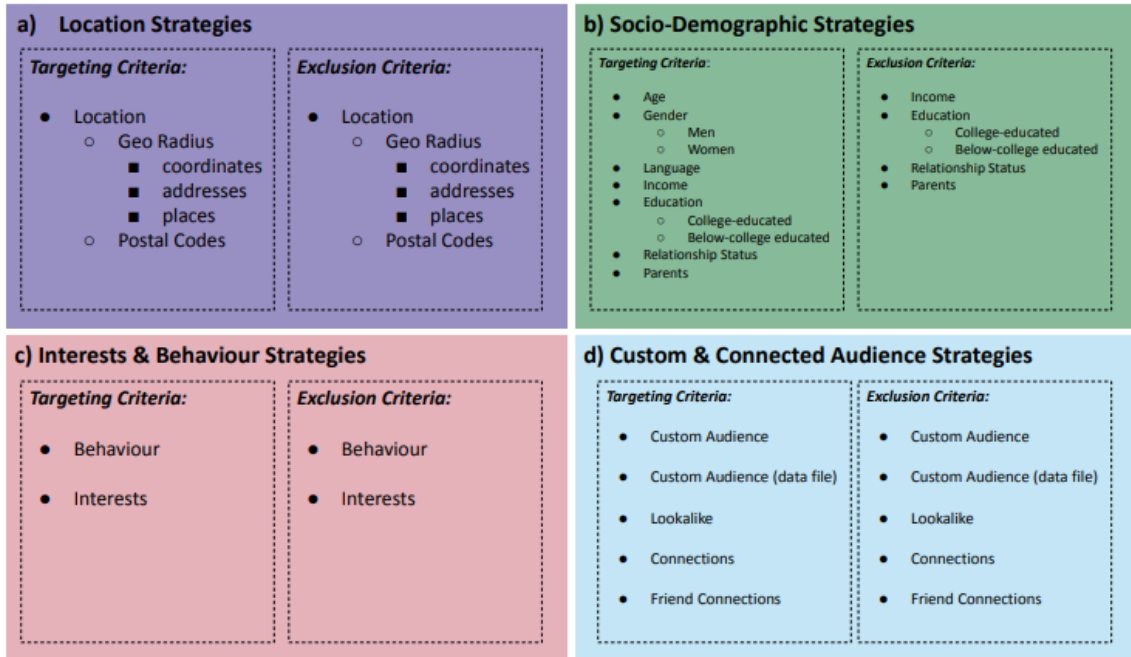 a) Location Strategies
Targeting Criteria:
● Location
○ Geo Radius
■ coordinates
■ addresses
■ places
○ Postal Codes
Exclusion Criteria:
● Location
○ Geo Radius
■ coordinates
■ addresses
■ places
○ Postal Codes
b) Socio-Demographic Strategies
Targeting Criteria:
● Age
● Gender
○ Men
○ Women
● Language
● Income
● Education
○ College-educated
○ Below-college educated
● Relationship Status
● Parents
Exclusion Criteria:
● Income
● Education
○ College-educated
○ Below-college educated
● Relationship Status
● Parents
c) Interests & Behaviour Strategies
Targeting Criteria:
● Behaviour
● Interests
Exclusion Criteria:
● Behaviour
● Interests
d) Custom & Connected Audience Strategies
Targeting Criteria:
● Custom Audience
● Custom Audience (data file)
● Lookalike
● Connections
● Friend Connections
Exclusion Criteria:
● Custom Audience
● Custom Audience (data file)
● Lookalike
● Connections
● Friend Connections